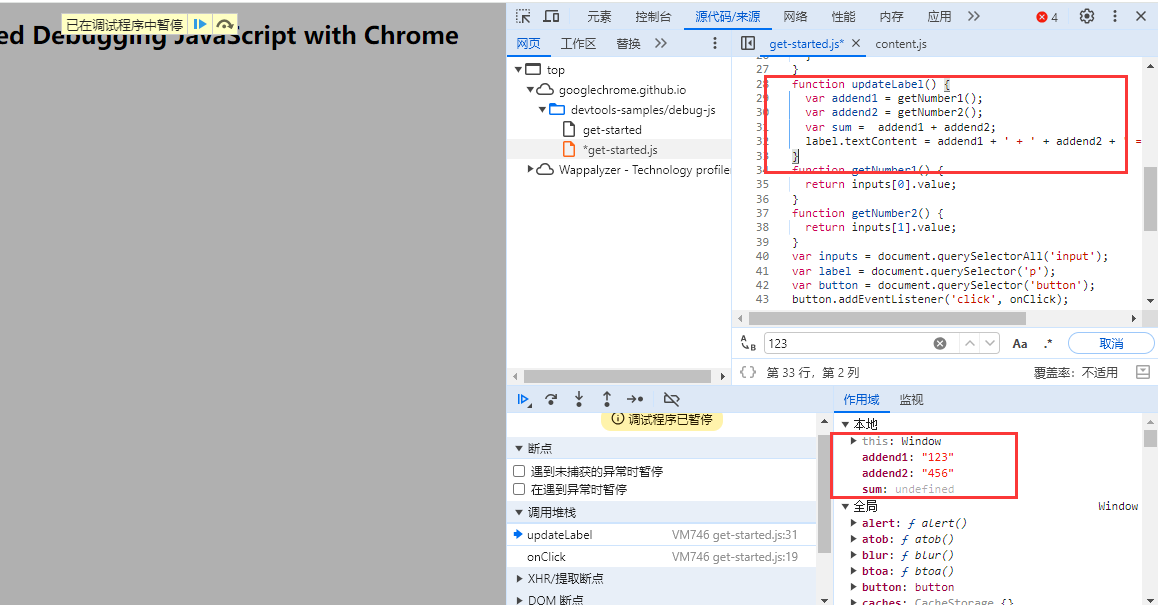 已在调试程序中暂停
ed Debugging JavaScript with Chrome
元素 控制台 源代码/来源 网络 性能 内存 应用 4
网页 工作区 替换
get-started.js* content.js
top
googlechrome.github.io
devtools-samples/debug-js
get-started
*get-started.js
Wappalyzer - Technology profile
27 }
28 function updateLabel() {
29 var addend1 = getNumber1();
30 var addend2 = getNumber2();
31 var sum = addend1 + addend2;
32 label.textContent = addend1 + ' + ' + addend2 + ' =
33 }
34 function getNumber1() {
35 return inputs[0].value;
36 }
37 function getNumber2() {
38 return inputs[1].value;
39 }
40 var inputs = document.querySelectorAll('input');
41 var label = document.querySelector('p');
42 var button = document.querySelector('button');
43 button.addEventListener('click', onClick);
123 Aa .* 取消
{} 第 33 行，第 2 列 覆盖率：不适用
调试程序已暂停
断点
遇到未捕获的异常时暂停
在遇到异常时暂停
调用堆栈
updateLabel VM746 get-started.js:31
onClick VM746 get-started.js:19
XHR/提取断点
DOM 断点
作用域 监视
本地
this: Window
addend1: "123"
addend2: "456"
sum: undefined
全局 Window
alert: ƒ alert()
atob: ƒ atob()
blur: ƒ blur()
btoa: ƒ btoa()
button: button
caches: CacheStorage {}